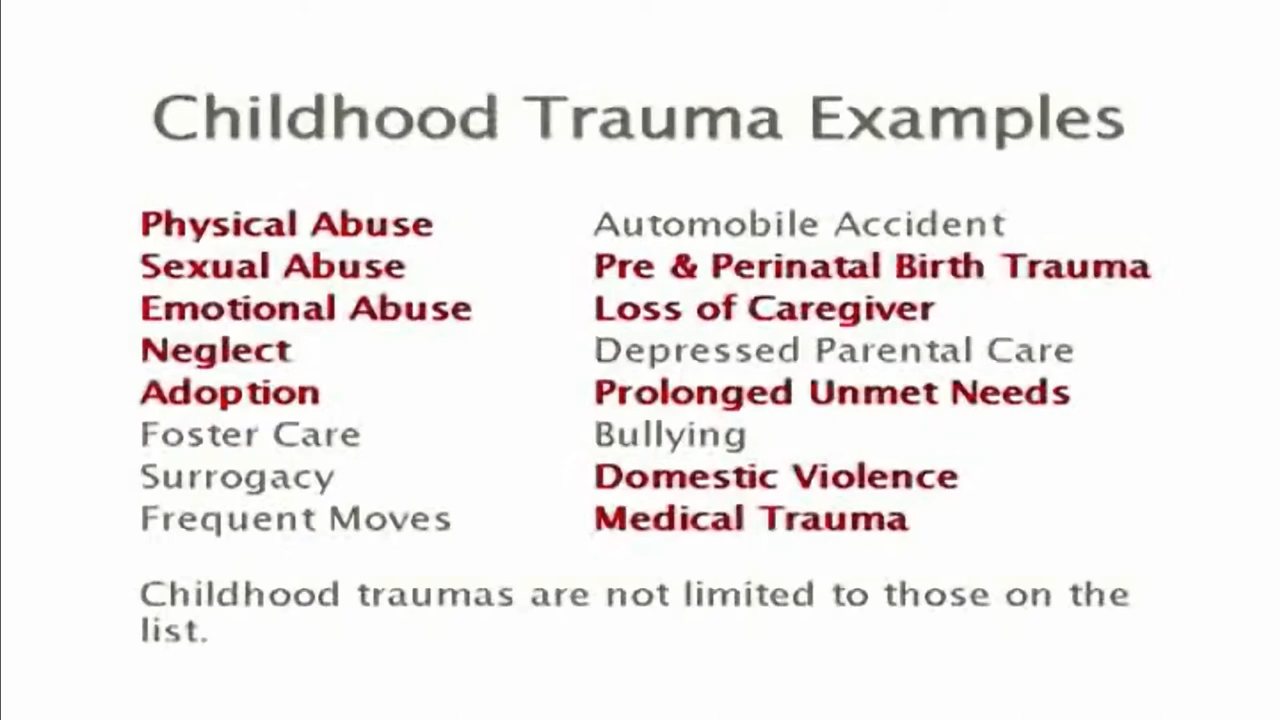 Childhood Trauma Examples
Physical Abuse
Sexual Abuse
Emotional Abuse
Neglect
Adoption
Foster Care
Surrogacy
Frequent Moves
Automobile Accident
Pre & Perinatal Birth Trauma
Loss of Caregiver
Depressed Parental Care
Prolonged Unmet Needs
Bullying
Domestic Violence
Medical Trauma
Childhood traumas are not limited to those on the
list.